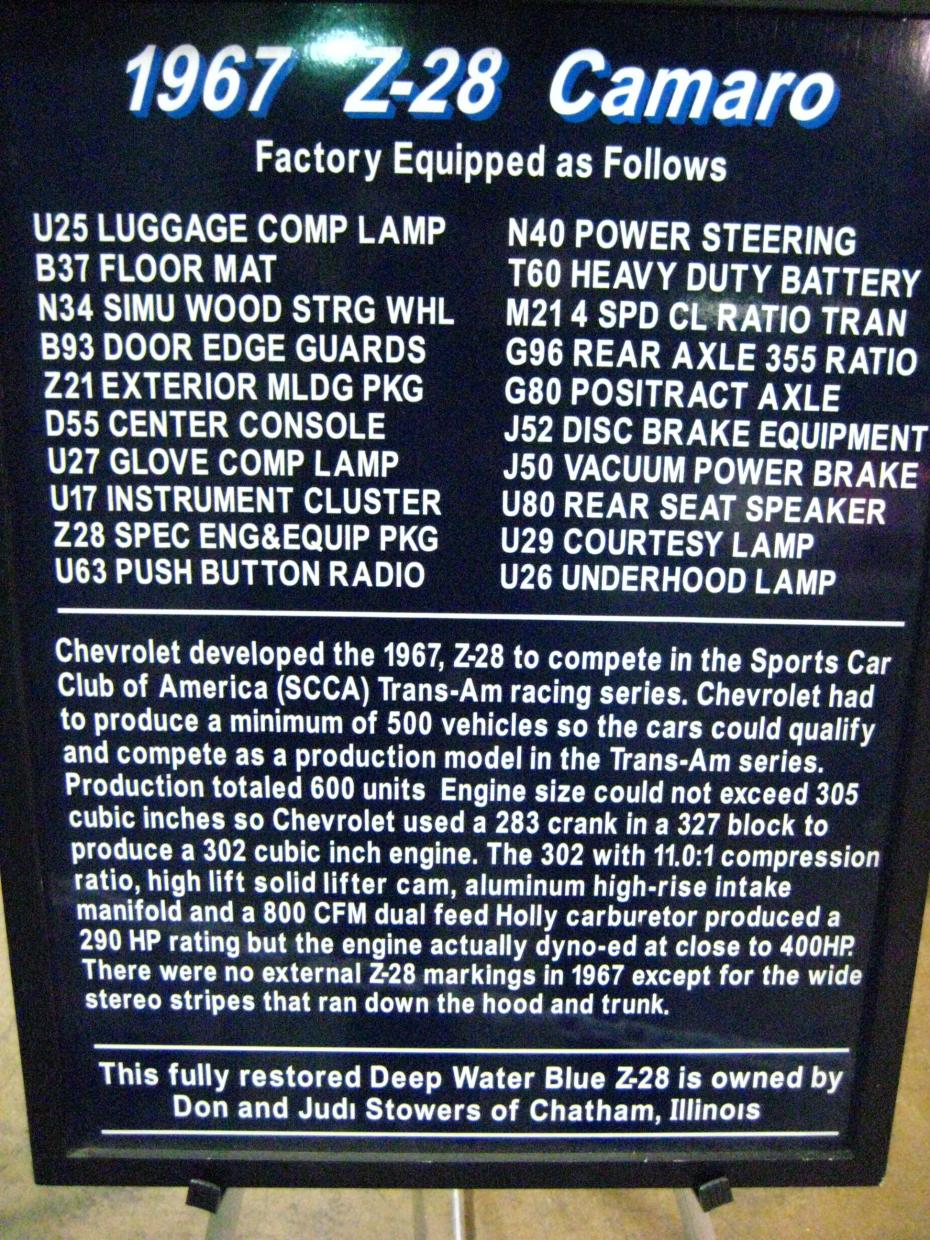 1967 Z-28 Camaro
Factory Equipped as Follows
U25 LUGGAGE COMP LAMP
B37 FLOOR MAT
N34 SIMU WOOD STRG WHL
B93 DOOR EDGE GUARDS
Z21 EXTERIOR MLDG PKG
D55 CENTER CONSOLE
U27 GLOVE COMP LAMP
U17 INSTRUMENT CLUSTER
Z28 SPEC ENG&EQUIP PKG
U63 PUSH BUTTON RADIO
N40 POWER STEERING
T60 HEAVY DUTY BATTERY
M21 4 SPD CL RATIO TRAN
G96 REAR AXLE 355 RATIO
G80 POSITRACT AXLE
J52 DISC BRAKE EQUIPMENT
J50 VACUUM POWER BRAKE
U80 REAR SEAT SPEAKER
U29 COURTESY LAMP
U26 UNDERHOOD LAMP
Chevrolet developed the 1967, Z-28 to compete in the Sports Car
Club of America (SCCA) Trans-Am racing series. Chevrolet had
to produce a minimum of 500 vehicles so the cars could qualify
and compete as a production model in the Trans-Am series.
Production totaled 600 units Engine size could not exceed 305
cubic inches so Chevrolet used a 283 crank in a 327 block to
produce a 302 cubic inch engine. The 302 with 11.0:1 compression
ratio, high lift solid lifter cam, aluminum high-rise intake
manifold and a 800 CFM dual feed Holly carburetor produced a
290 HP rating but the engine actually dyno-ed at close to 400HP.
There were no external Z-28 markings in 1967 except for the wide
stereo stripes that ran down the hood and trunk.
This fully restored Deep Water Blue Z-28 is owned by
Don and Judi Stowers of Chatham, Illinois